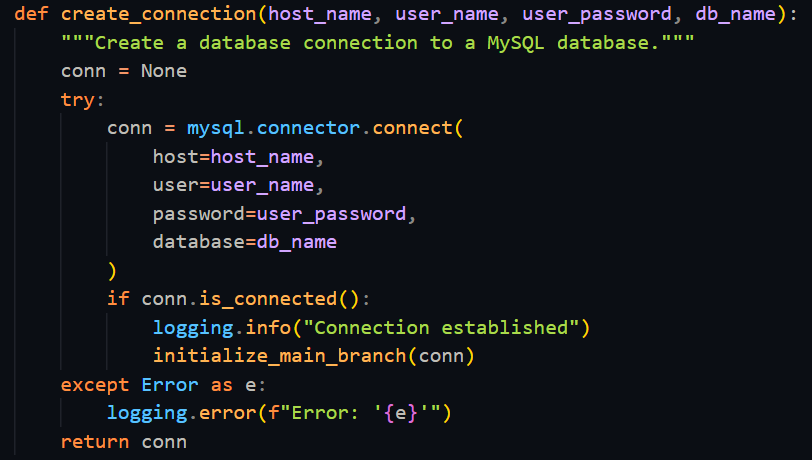 def create_connection(host_name, user_name, user_password, db_name):
    """Create a database connection to a MySQL database."""
    conn = None
    try:
        conn = mysql.connector.connect(
            host=host_name,
            user=user_name,
            password=user_password,
            database=db_name
        )
        if conn.is_connected():
            logging.info("Connection established")
            initialize_main_branch(conn)
    except Error as e:
        logging.error(f"Error: '{e}'")
    return conn